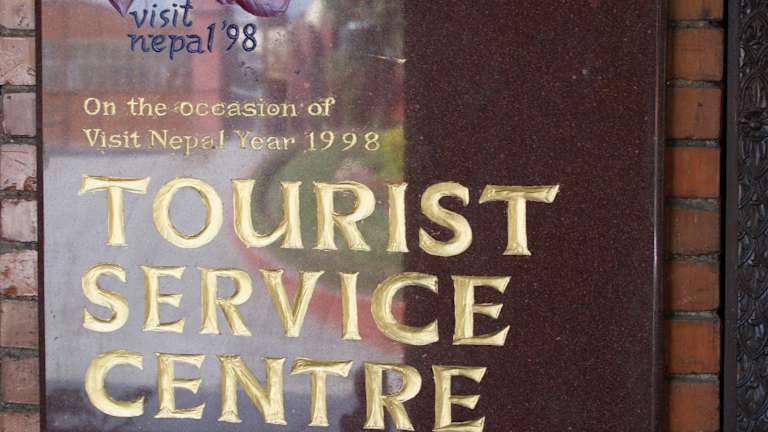 visit
nepal '98
On the occasion of
Visit Nepal Year 1998
TOURIST
SERVICE
CENTRE